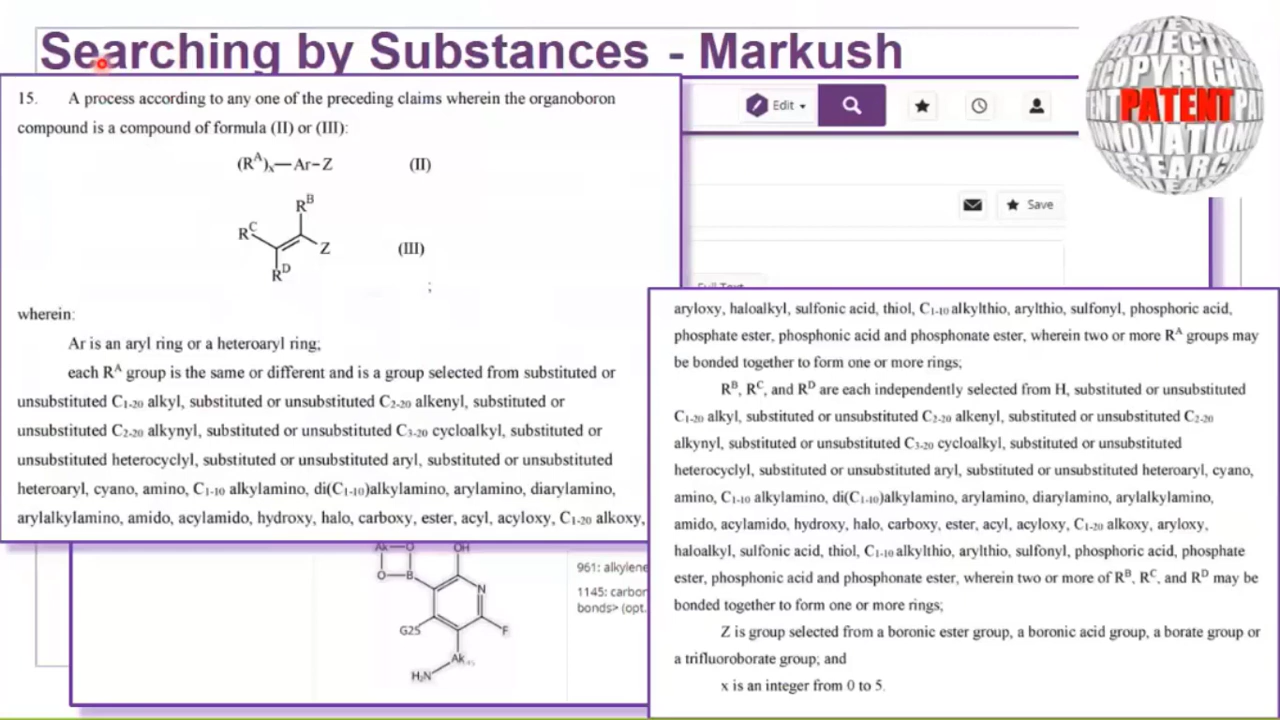 Searching by Substances - Markush
15. A process according to any one of the preceding claims wherein the organoboron
compound is a compound of formula (II) or (III):
(R^A)x—Ar–Z (II)
R^B
R^C
Z
(III)
R^D
;
wherein:
Ar is an aryl ring or a heteroaryl ring;
each R^A group is the same or different and is a group selected from substituted or
unsubstituted C1-20 alkyl, substituted or unsubstituted C2-20 alkenyl, substituted or
unsubstituted C2-20 alkynyl, substituted or unsubstituted C3-20 cycloalkyl, substituted or
unsubstituted heterocyclyl, substituted or unsubstituted aryl, substituted or unsubstituted
heteroaryl, cyano, amino, C1-10 alkylamino, di(C1-10)alkylamino, arylamino, diarylamino,
arylalkylamino, amido, acylamido, hydroxy, halo, carboxy, ester, acyl, acyloxy, C1-20 alkoxy,
aryloxy, haloalkyl, sulfonic acid, thiol, C1-10 alkylthio, arylthio, sulfonyl, phosphoric acid,
phosphate ester, phosphonic acid and phosphonate ester, wherein two or more R^A groups may
be bonded together to form one or more rings;
R^B, R^C, and R^D are each independently selected from H, substituted or unsubstituted
C1-20 alkyl, substituted or unsubstituted C2-20 alkenyl, substituted or unsubstituted C2-20
alkynyl, substituted or unsubstituted C3-20 cycloalkyl, substituted or unsubstituted
heterocyclyl, substituted or unsubstituted aryl, substituted or unsubstituted heteroaryl, cyano,
amino, C1-10 alkylamino, di(C1-10)alkylamino, arylamino, diarylamino, arylalkylamino,
amido, acylamido, hydroxy, halo, carboxy, ester, acyl, acyloxy, C1-20 alkoxy, aryloxy,
haloalkyl, sulfonic acid, thiol, C1-10 alkylthio, arylthio, sulfonyl, phosphoric acid, phosphate
ester, phosphonic acid and phosphonate ester, wherein two or more of R^B, R^C, and R^D may be
bonded together to form one or more rings;
Z is group selected from a boronic ester group, a boronic acid group, a borate group or
a trifluoroborate group; and
x is an integer from 0 to 5.
Edit
Save
Full Text
Ak O OH
O B N
G25 F
Ak
H2N
961: alkylene
1145: carbon
bonds> (opt.
PROJECT
COPYRIGHT
PATENT
INNOVATION
RESEARCH
IDEAS